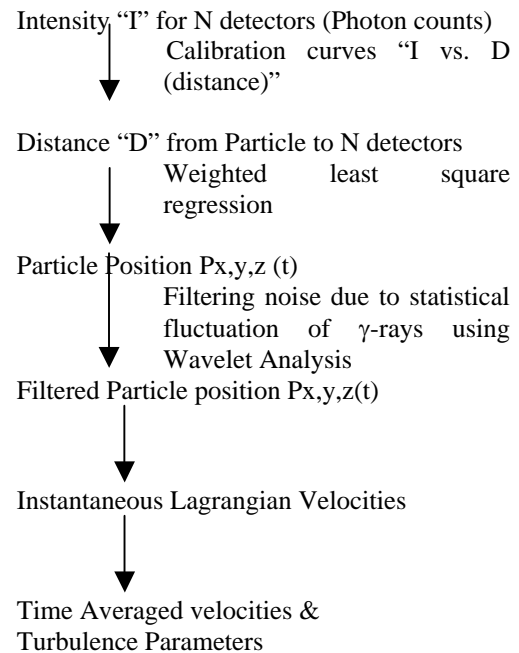 Intensity “I” for N detectors (Photon counts)
Calibration curves “I vs. D
(distance)”
Distance “D” from Particle to N detectors
Weighted least square
regression
Particle Position Px,y,z (t)
Filtering noise due to statistical
fluctuation of γ-rays using
Wavelet Analysis
Filtered Particle position Px,y,z(t)
Instantaneous Lagrangian Velocities
Time Averaged velocities &
Turbulence Parameters